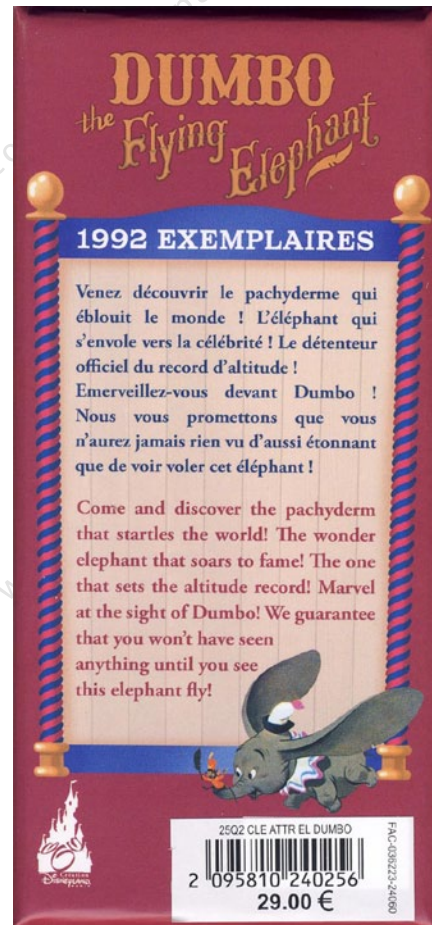 DUMBO
the Flying Elephant
1992 EXEMPLAIRES
Venez découvrir le pachyderme qui
éblouit le monde ! L'éléphant qui
s'envole vers la célébrité ! Le détenteur
officiel du record d'altitude !
Emerveillez-vous devant Dumbo !
Nous vous promettons que vous
n'aurez jamais rien vu d'aussi étonnant
que de voir voler cet éléphant !
Come and discover the pachyderm
that startles the world! The wonder
elephant that soars to fame! The one
that sets the altitude record! Marvel
at the sight of Dumbo! We guarantee
that you won't have seen
anything until you see
this elephant fly!
Création
Disneyland
PARIS
25Q2 CLE ATTR EL DUMBO
2 095810 240256
29.00 €
FAC-036223-24060